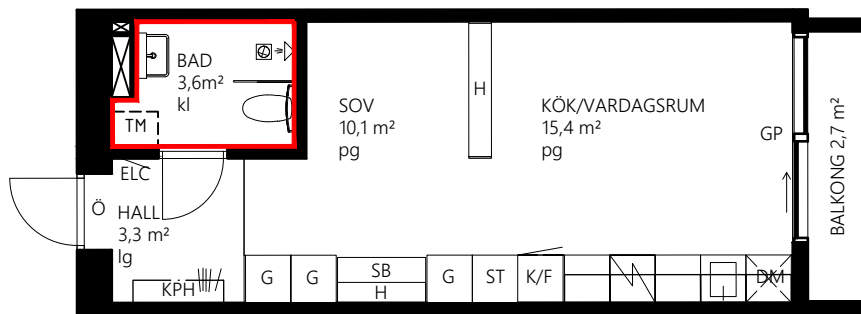 BAD
3,6m²
kl
TM
SOV
10,1 m²
pg
H
KÖK/VARDAGSRUM
15,4 m²
pg
GP
BALKONG 2,7 m²
ELC
Ö
HALL
3,3 m²
lg
KPH
G
G
SB
H
G
ST
K/F
DM